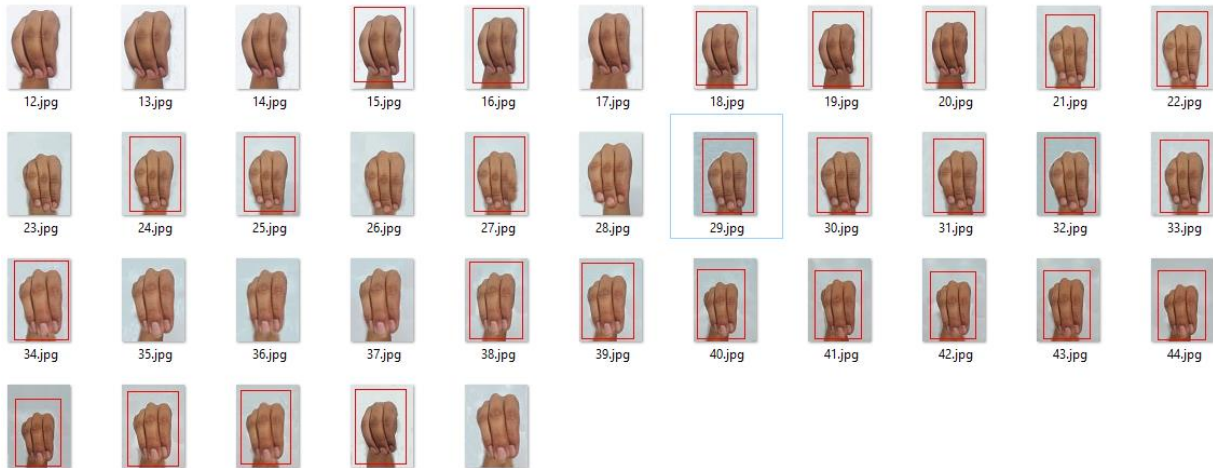 12.jpg 13.jpg 14.jpg 15.jpg 16.jpg 17.jpg 18.jpg 19.jpg 20.jpg 21.jpg 22.jpg
23.jpg 24.jpg 25.jpg 26.jpg 27.jpg 28.jpg 29.jpg 30.jpg 31.jpg 32.jpg 33.jpg
34.jpg 35.jpg 36.jpg 37.jpg 38.jpg 39.jpg 40.jpg 41.jpg 42.jpg 43.jpg 44.jpg